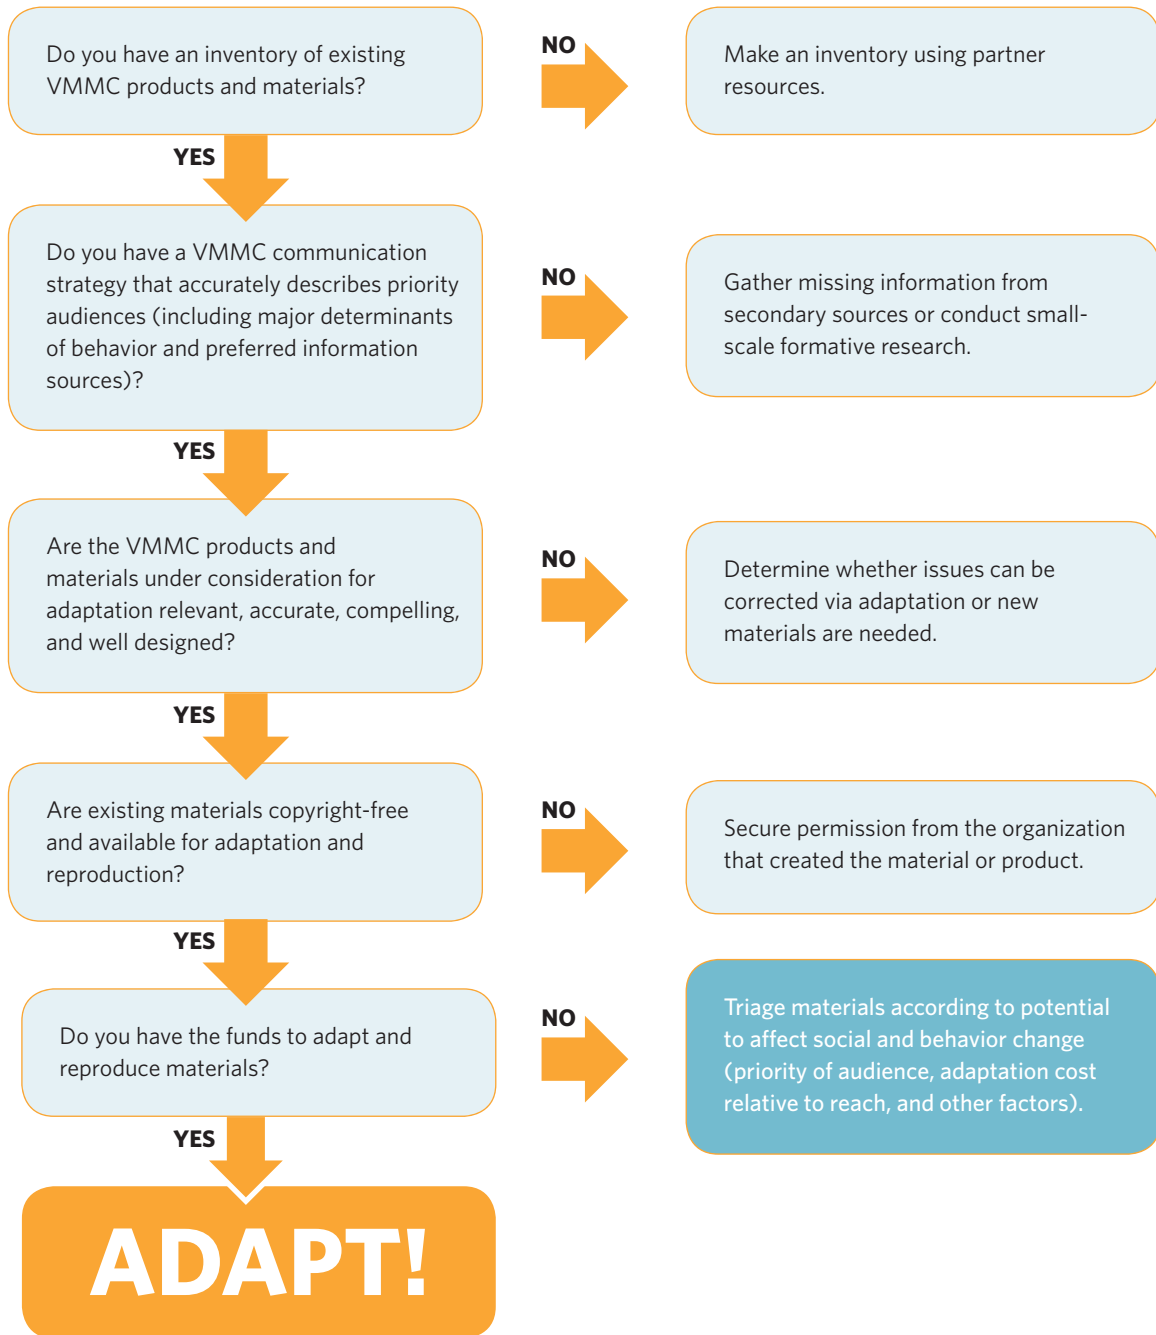 Do you have an inventory of existing
VMMC products and materials?
NO
Make an inventory using partner
resources.
YES
Do you have a VMMC communication
strategy that accurately describes priority
audiences (including major determinants
of behavior and preferred information
sources)?
NO
Gather missing information from
secondary sources or conduct small-
scale formative research.
YES
Are the VMMC products and
materials under consideration for
adaptation relevant, accurate, compelling,
and well designed?
NO
Determine whether issues can be
corrected via adaptation or new
materials are needed.
YES
Are existing materials copyright-free
and available for adaptation and
reproduction?
NO
Secure permission from the organization
that created the material or product.
YES
Do you have the funds to adapt and
reproduce materials?
NO
Triage materials according to potential
to affect social and behavior change
(priority of audience, adaptation cost
relative to reach, and other factors).
YES
ADAPT!